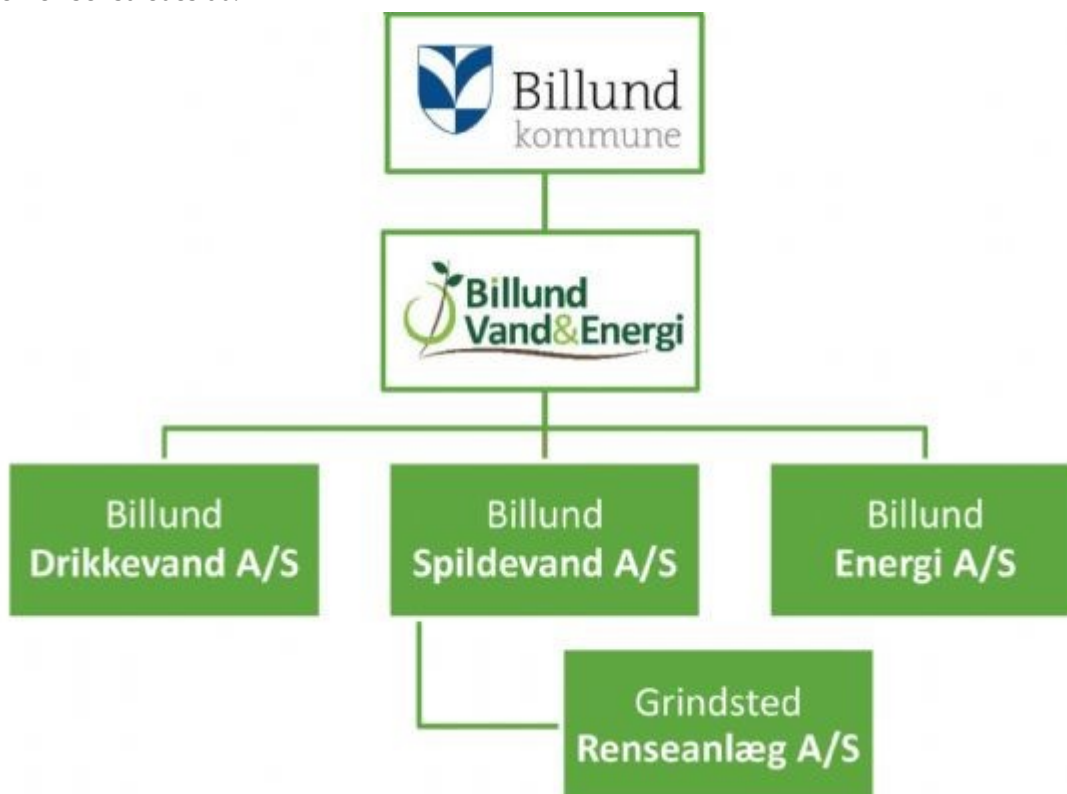 Billund
kommune
Billund
Vand&Energi
Billund
Drikkevand A/S
Billund
Spildevand A/S
Billund
Energi A/S
Grindsted
Renseanlæg A/S